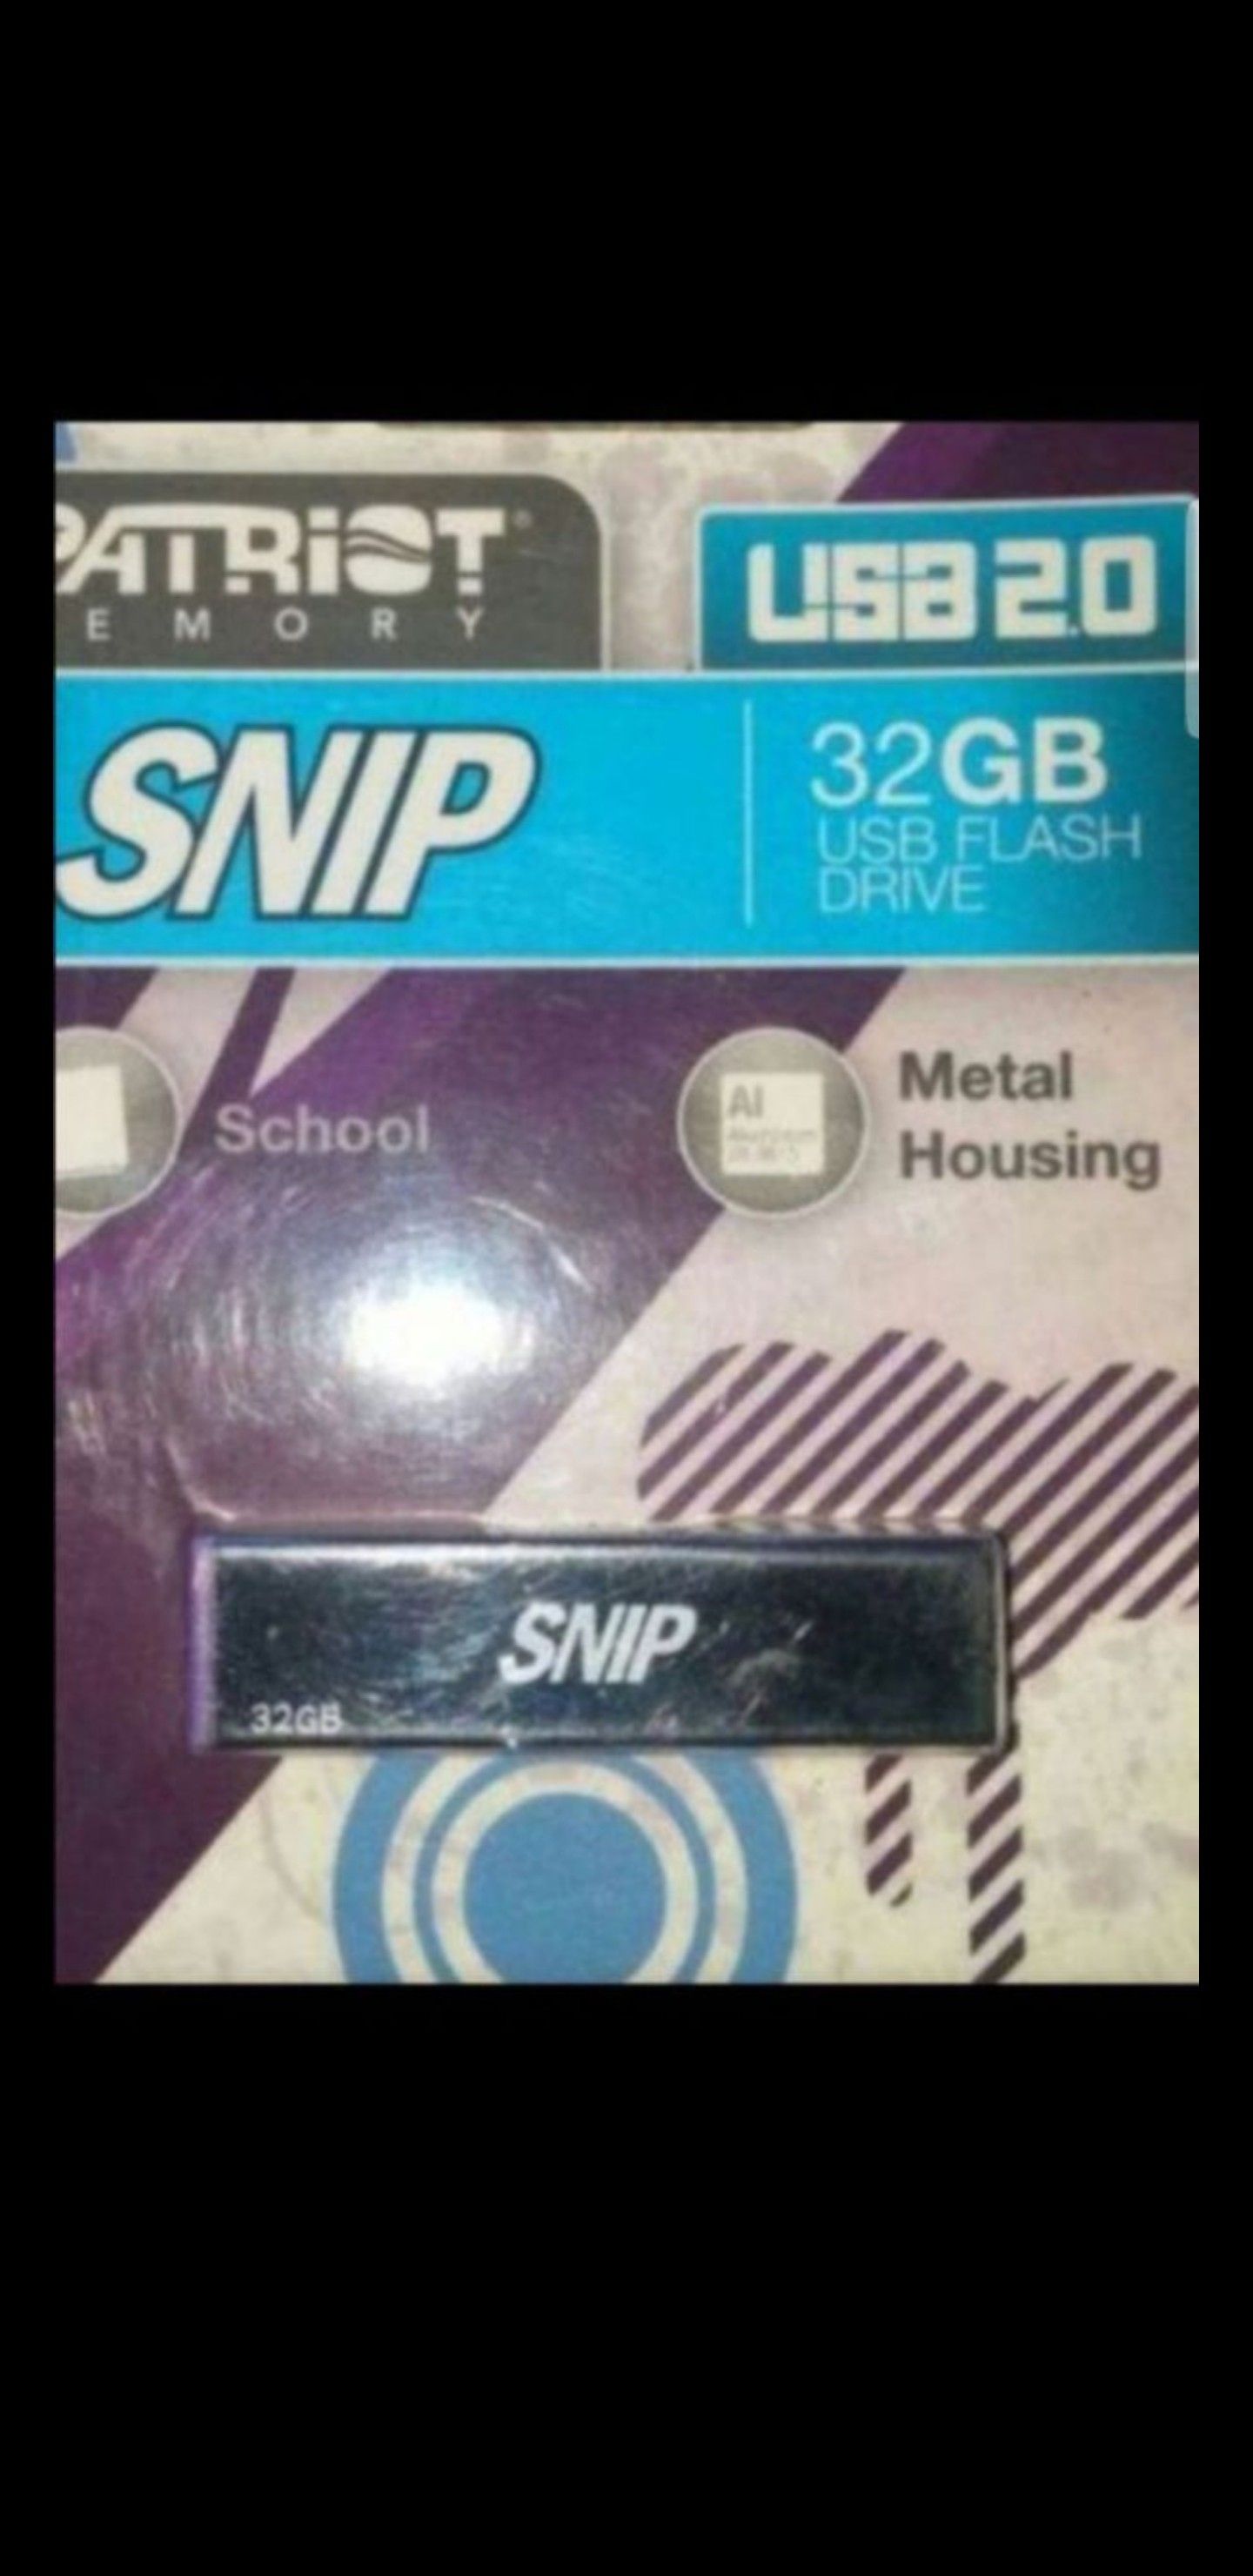 PATRIOT®
EMORY
USB 2.0
SNIP
32GB
USB FLASH
DRIVE
School
Al
Metal
Housing
SNIP
32GB